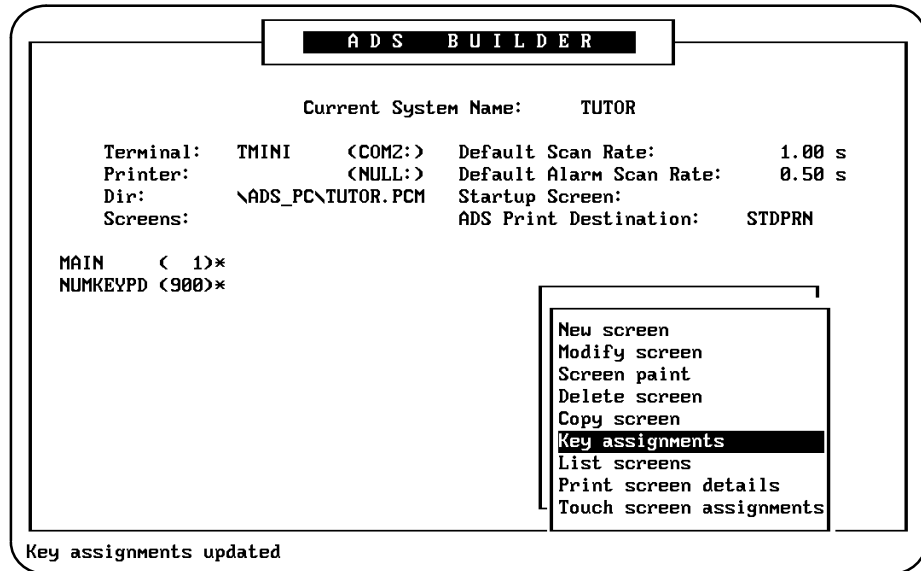 ADS BUILDER
Current System Name: TUTOR
Terminal: TMINI (COM2:) Default Scan Rate: 1.00 s
Printer: (NULL:) Default Alarm Scan Rate: 0.50 s
Dir: \ADS_PC\TUTOR.PCM Startup Screen:
Screens: ADS Print Destination: STDPRN
MAIN ( 1)*
NUMKEYPD (900)*
New screen
Modify screen
Screen paint
Delete screen
Copy screen
Key assignments
List screens
Print screen details
Touch screen assignments
Key assignments updated